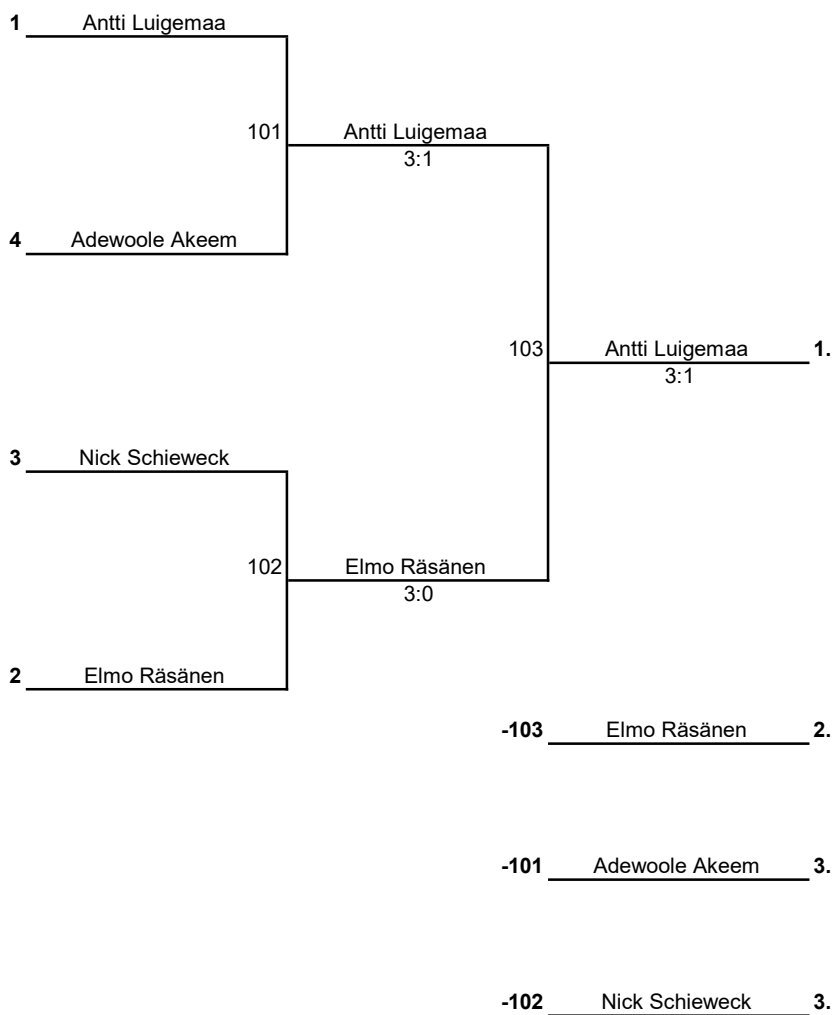 1 Antti Luigemaa
101 Antti Luigemaa
3:1
4 Adewoole Akeem
103 Antti Luigemaa 1.
3:1
3 Nick Schieweck
102 Elmo Räsänen
3:0
2 Elmo Räsänen
-103 Elmo Räsänen 2.
-101 Adewoole Akeem 3.
-102 Nick Schieweck 3.